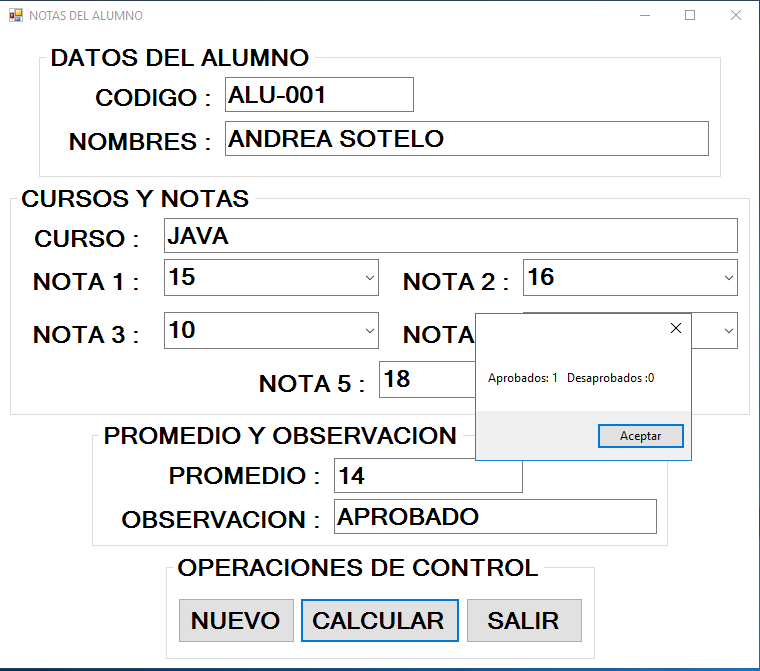 NOTAS DEL ALUMNO
DATOS DEL ALUMNO
CODIGO : ALU-001
NOMBRES : ANDREA SOTELO
CURSOS Y NOTAS
CURSO : JAVA
NOTA 1 : 15 NOTA 2 : 16
NOTA 3 : 10 NOTA
Aprobados: 1 Desaprobados :0
NOTA 5 : 18
Aceptar
PROMEDIO Y OBSERVACION
PROMEDIO : 14
OBSERVACION : APROBADO
OPERACIONES DE CONTROL
NUEVO CALCULAR SALIR